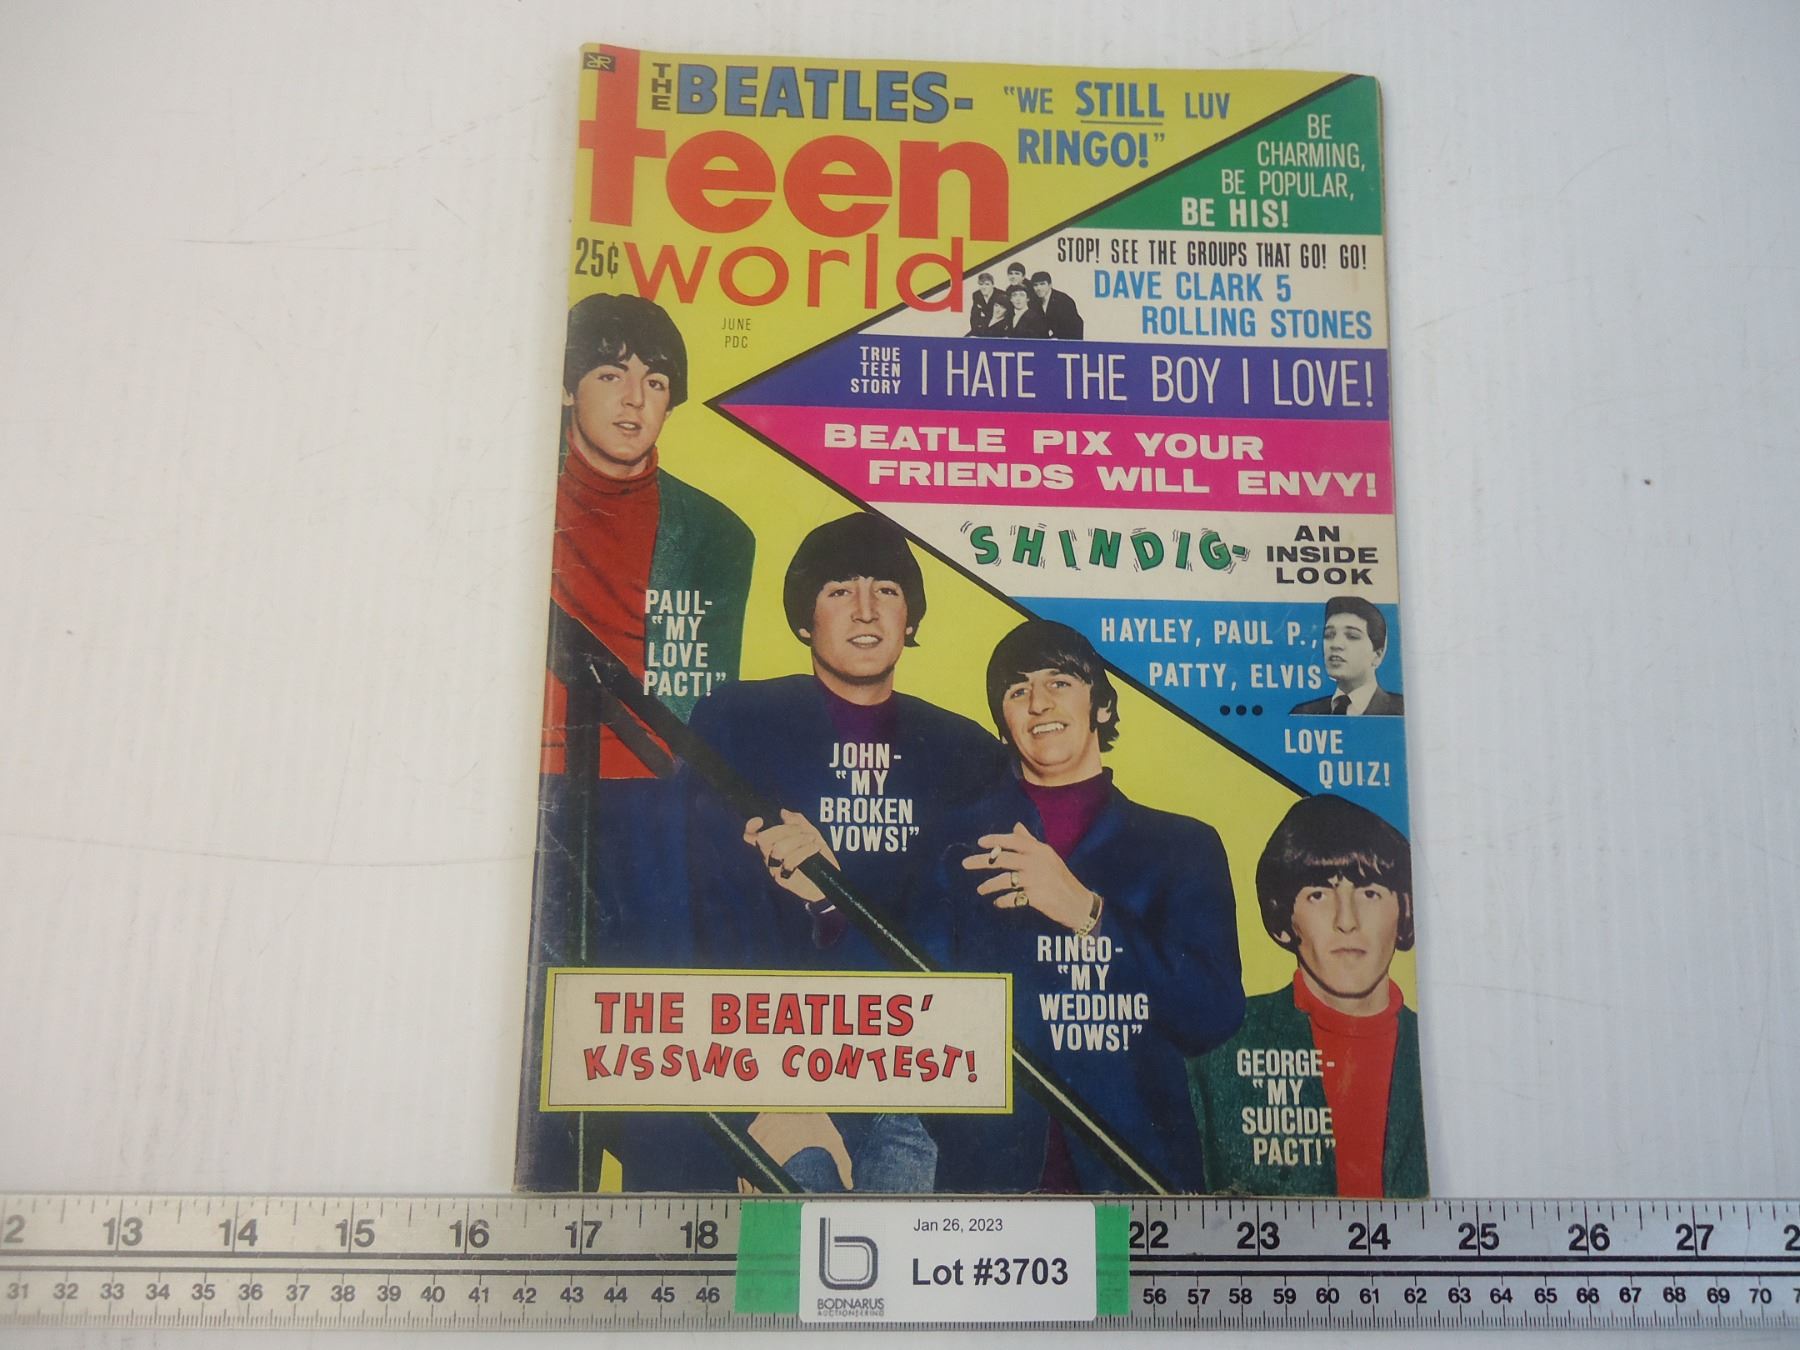 THE BEATLES-
teen
world
25¢
JUNE
PDC
"WE STILL LUV
RINGO!"
BE
CHARMING,
BE POPULAR,
BE HIS!
STOP! SEE THE GROUPS THAT GO! GO!
DAVE CLARK 5
ROLLING STONES
TRUE
TEEN
STORY
I HATE THE BOY I LOVE!
BEATLE PIX YOUR
FRIENDS WILL ENVY!
"SHINDIG-
AN
INSIDE
LOOK
HAYLEY, PAUL P.,
PATTY, ELVIS
...
LOVE
QUIZ!
PAUL-
"MY
LOVE
PACT!"
JOHN-
"MY
BROKEN
VOWS!"
RINGO-
"MY
WEDDING
VOWS!"
GEORGE-
"MY
SUICIDE
PACT!"
THE BEATLES'
KISSING CONTEST!
2 13 14 15 16 17 18 22 23 24 25 26 27 2
31 32 33 34 35 36 37 38 39 40 41 42 43 44 45 46 56 57 58 59 60 61 62 63 64 65 66 67 68 69 70 7
Jan 26, 2023
Lot #3703
BODNARUS
AUCTIONEERING